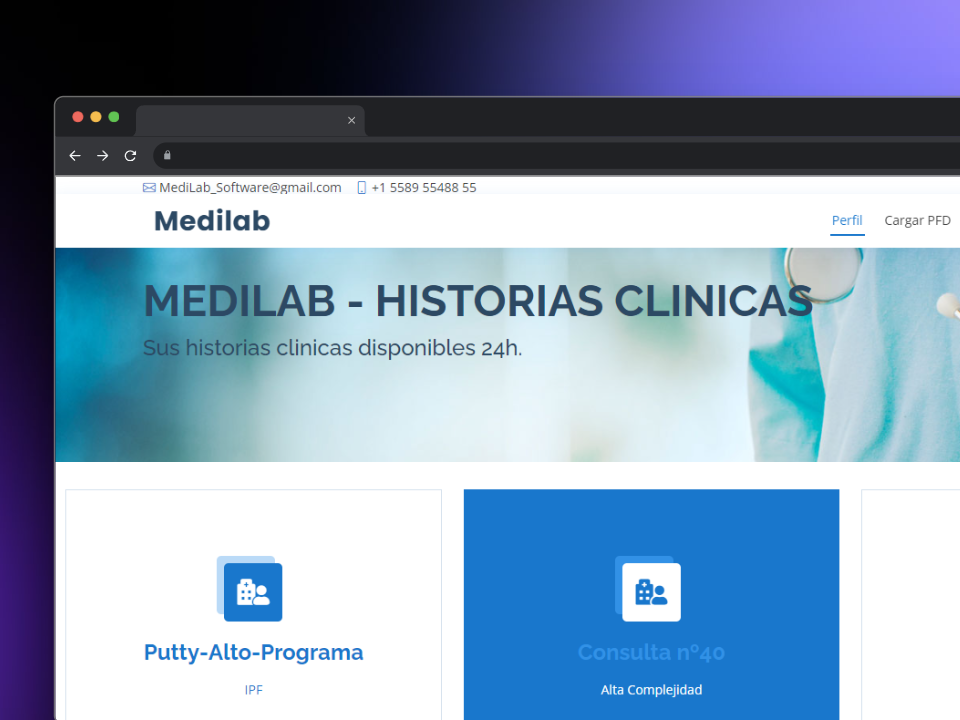 MediLab_Software@gmail.com +1 5589 55488 55
Medilab
Perfil Cargar PFD
MEDILAB - HISTORIAS CLINICAS
Sus historias clinicas disponibles 24h.
Putty-Alto-Programa
IPF
Consulta nº40
Alta Complejidad